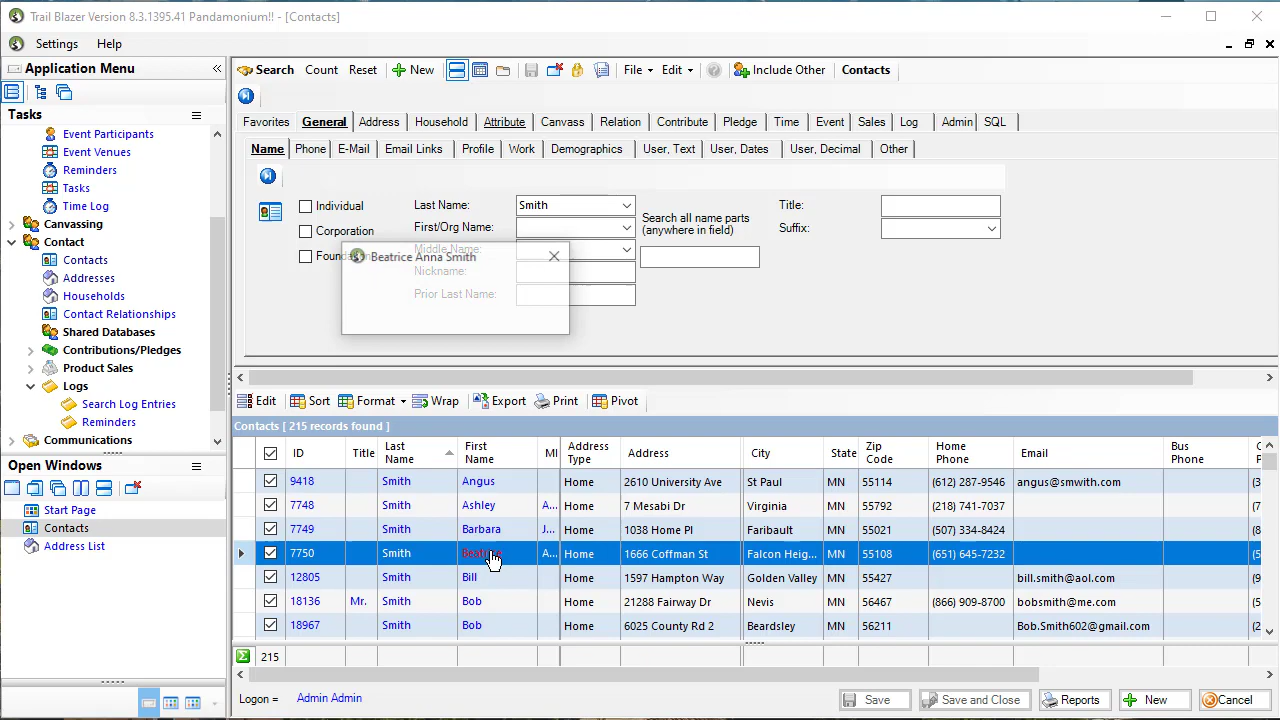 Trail Blazer Version 8.3.1395.41 Pandamonium!! - [Contacts]
Settings Help
Application Menu
Tasks
Event Participants
Event Venues
Reminders
Tasks
Time Log
Canvassing
Contact
Contacts
Addresses
Households
Contact Relationships
Shared Databases
Contributions/Pledges
Product Sales
Logs
Search Log Entries
Reminders
Communications
Open Windows
Start Page
Contacts
Address List
Search Count Reset New File Edit Include Other Contacts
Favorites General Address Household Attribute Canvass Relation Contribute Pledge Time Event Sales Log Admin SQL
Name Phone E-Mail Email Links Profile Work Demographics User, Text User, Dates User, Decimal Other
Individual
Corporation
Last Name: Smith
First/Org Name:
Middle Name:
Nickname:
Prior Last Name:
Search all name parts
(anywhere in field)
Title:
Suffix:
Beatrice Anna Smith
Edit Sort Format Wrap Export Print Pivot
Contacts [ 215 records found ]
ID Title Last Name First Name MI Address Type Address City State Zip Code Home Phone Email Bus Phone
9418 Smith Angus Home 2610 University Ave St Paul MN 55114 (612) 287-9546 angus@smwith.com
7748 Smith Ashley A... Home 7 Mesabi Dr Virginia MN 55792 (218) 741-7037
7749 Smith Barbara J... Home 1038 Home Pl Faribault MN 55021 (507) 334-8424
7750 Smith Beatrice A... Home 1666 Coffman St Falcon Heig... MN 55108 (651) 645-7232
12805 Smith Bill Home 1597 Hampton Way Golden Valley MN 55427 bill.smith@aol.com
18136 Mr. Smith Bob Home 21288 Fairway Dr Nevis MN 56467 (866) 909-8700 bobsmith@me.com
18967 Smith Bob Home 6025 County Rd 2 Beardsley MN 56211 Bob.Smith602@gmail.com
215
Logon = Admin Admin
Save Save and Close Reports New Cancel